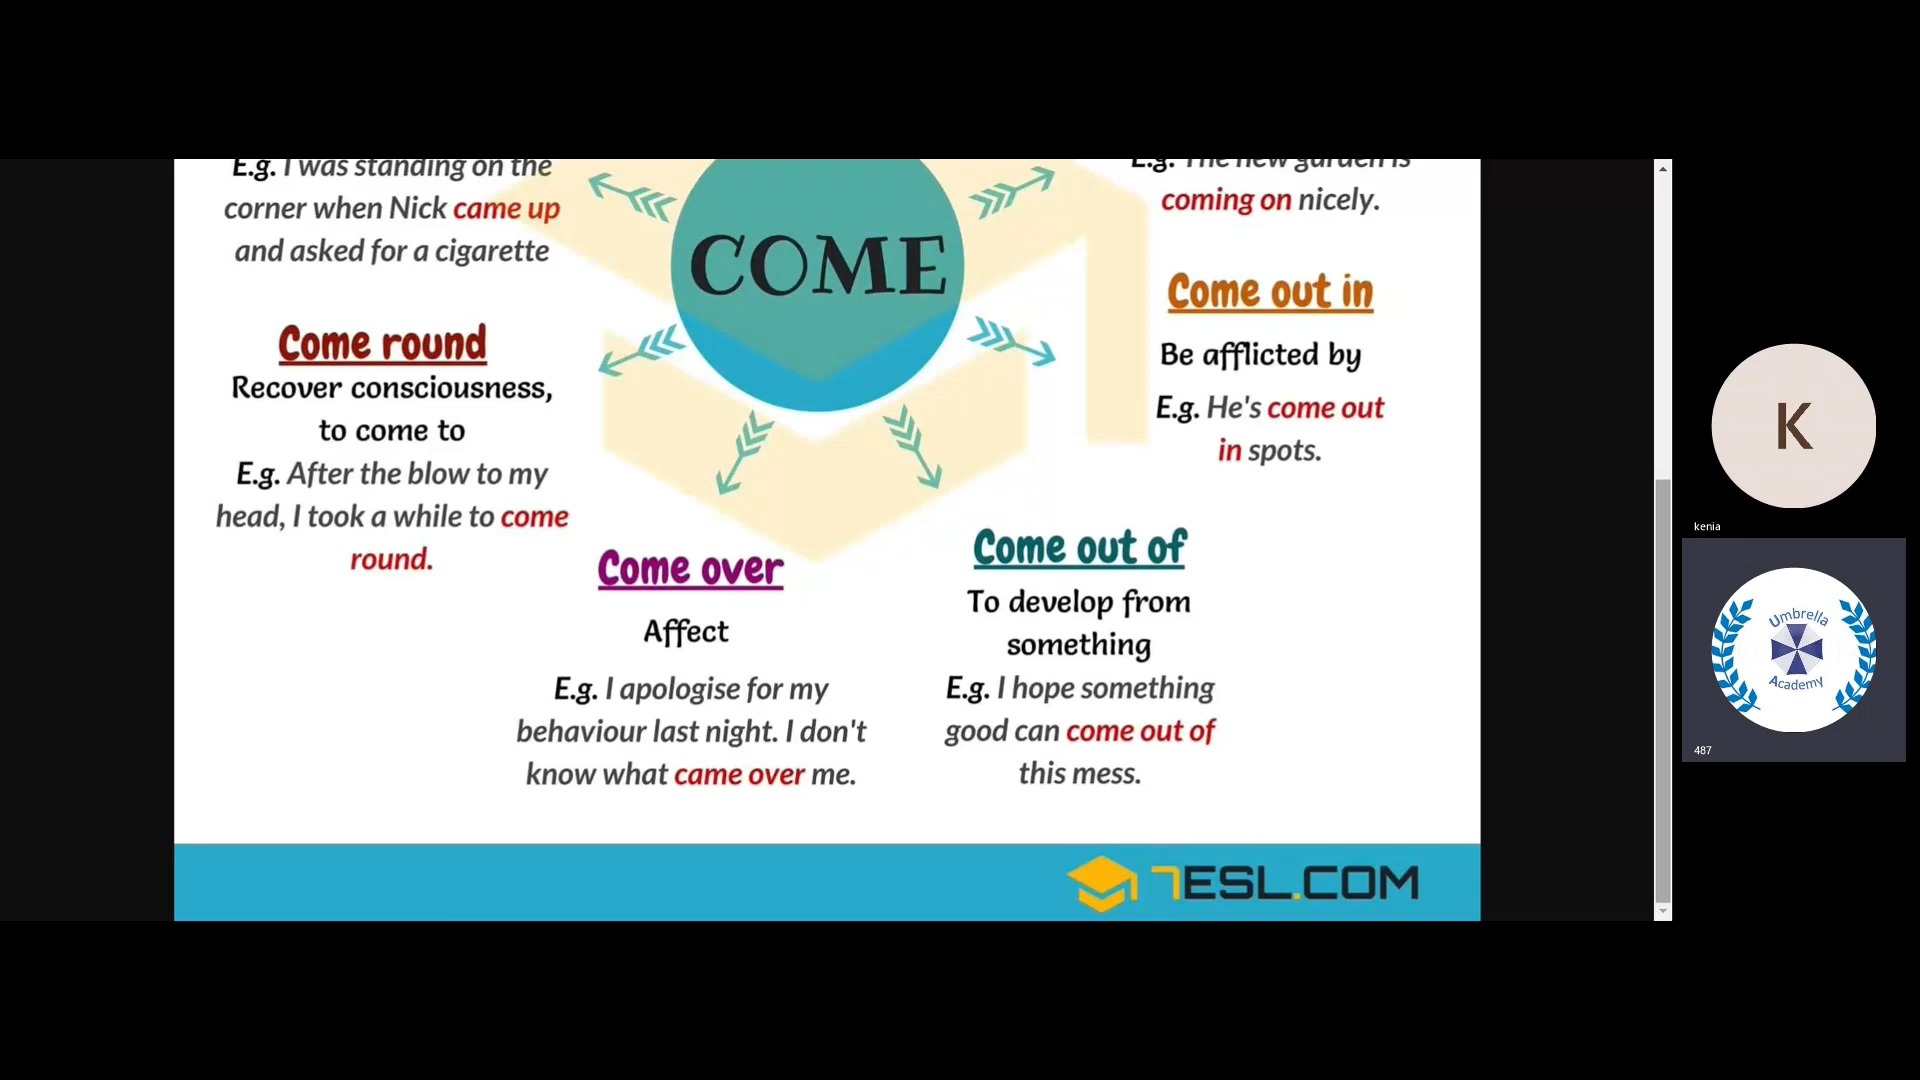 E.g. I was standing on the
corner when Nick came up
and asked for a cigarette
Come round
Recover consciousness,
to come to
E.g. After the blow to my
head, I took a while to come
round.
COME
E.g. The new garden is
coming on nicely.
Come out in
Be afflicted by
E.g. He's come out
in spots.
Come over
Affect
E.g. I apologise for my
behaviour last night. I don't
know what came over me.
Come out of
To develop from
something
E.g. I hope something
good can come out of
this mess.
7ESL.COM
K
kenia
Umbrella
Academy
487